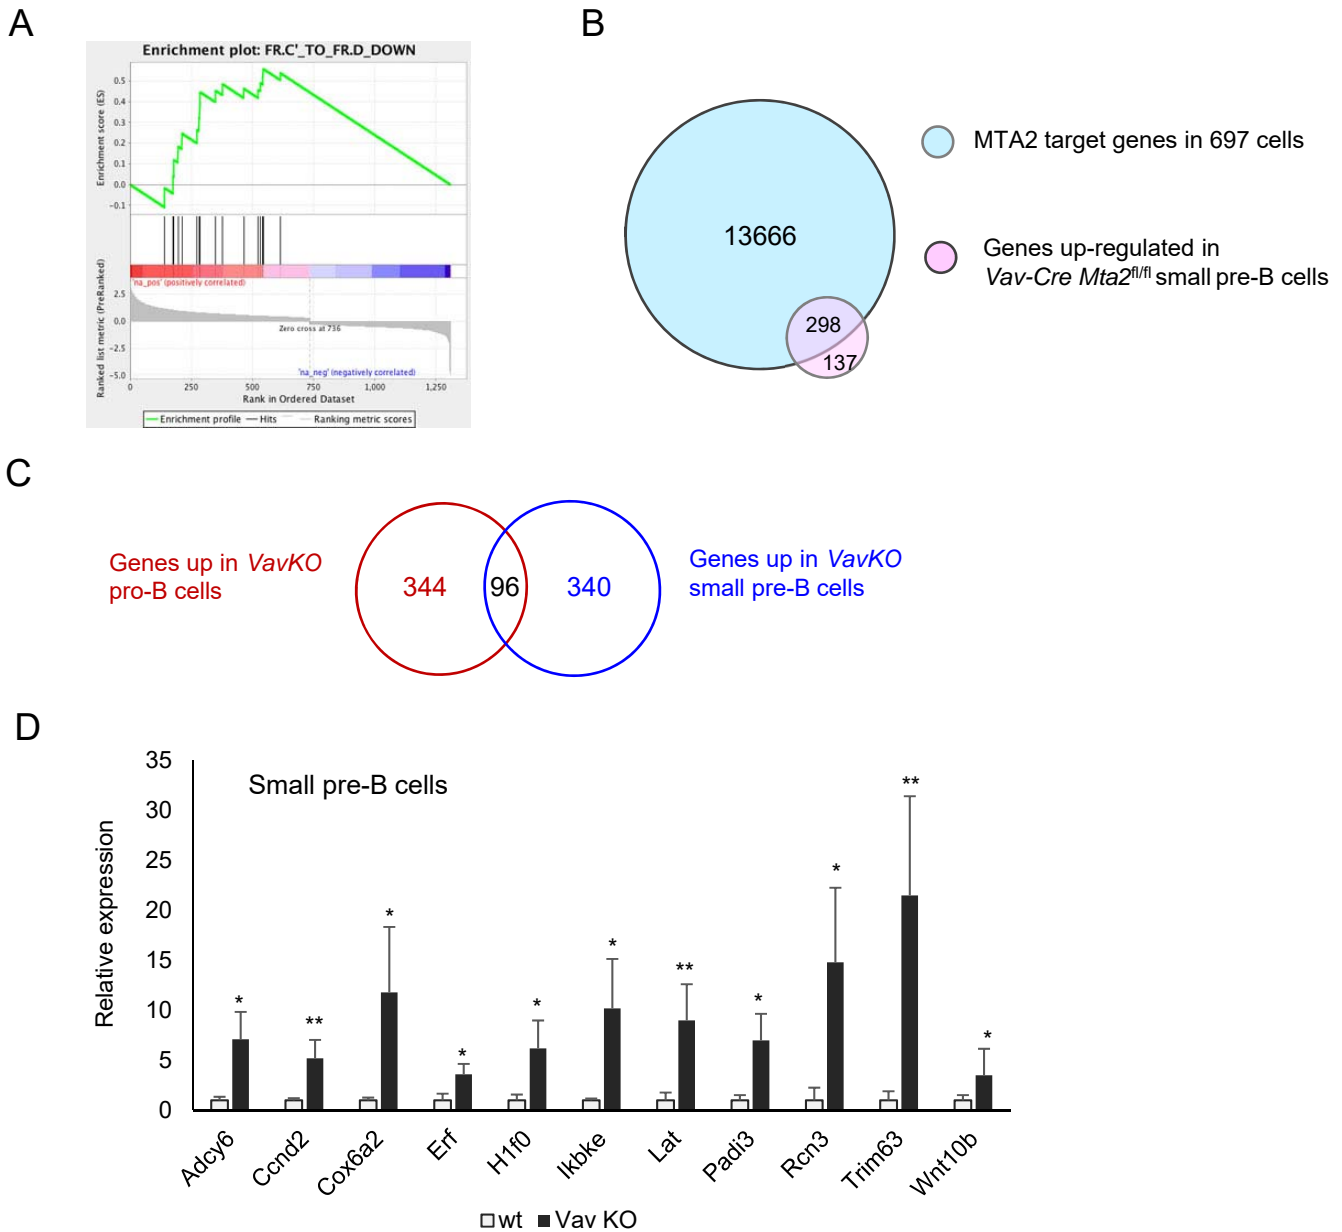 A
Enrichment plot: FR.C'_TO_FR.D_DOWN
Enrichment score (ES)
0.5
0.4
0.3
0.2
0.1
0.0
-0.1
'na_pos' (positively correlated)
Ranked list metric (PreRanked)
2.5
0.0
-2.5
-5.0
Zero cross at 736
'na_neg' (negatively correlated)
0 250 500 750 1,000 1,250
Rank in Ordered Dataset
Enrichment profile Hits Ranking metric scores
B
13666
298
137
MTA2 target genes in 697 cells
Genes up-regulated in
Vav-Cre Mta2fl/fl small pre-B cells
C
Genes up in VavKO
pro-B cells
344
96
340
Genes up in VavKO
small pre-B cells
D
Small pre-B cells
Relative expression
35
30
25
20
15
10
5
0
* ** * * * * ** * * ** *
Adcy6 Ccnd2 Cox6a2 Erf H1f0 Ikbke Lat Padi3 Rcn3 Trim63 Wnt10b
wt Vav KO